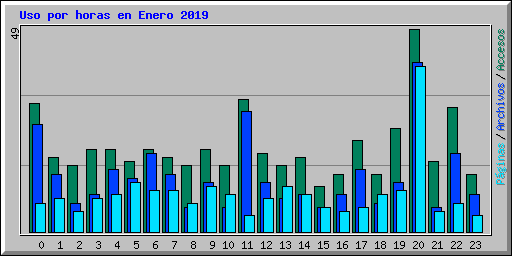 Uso por horas en Enero 2019
49
Páginas / Archivos / Accesos
0 1 2 3 4 5 6 7 8 9 10 11 12 13 14 15 16 17 18 19 20 21 22 23